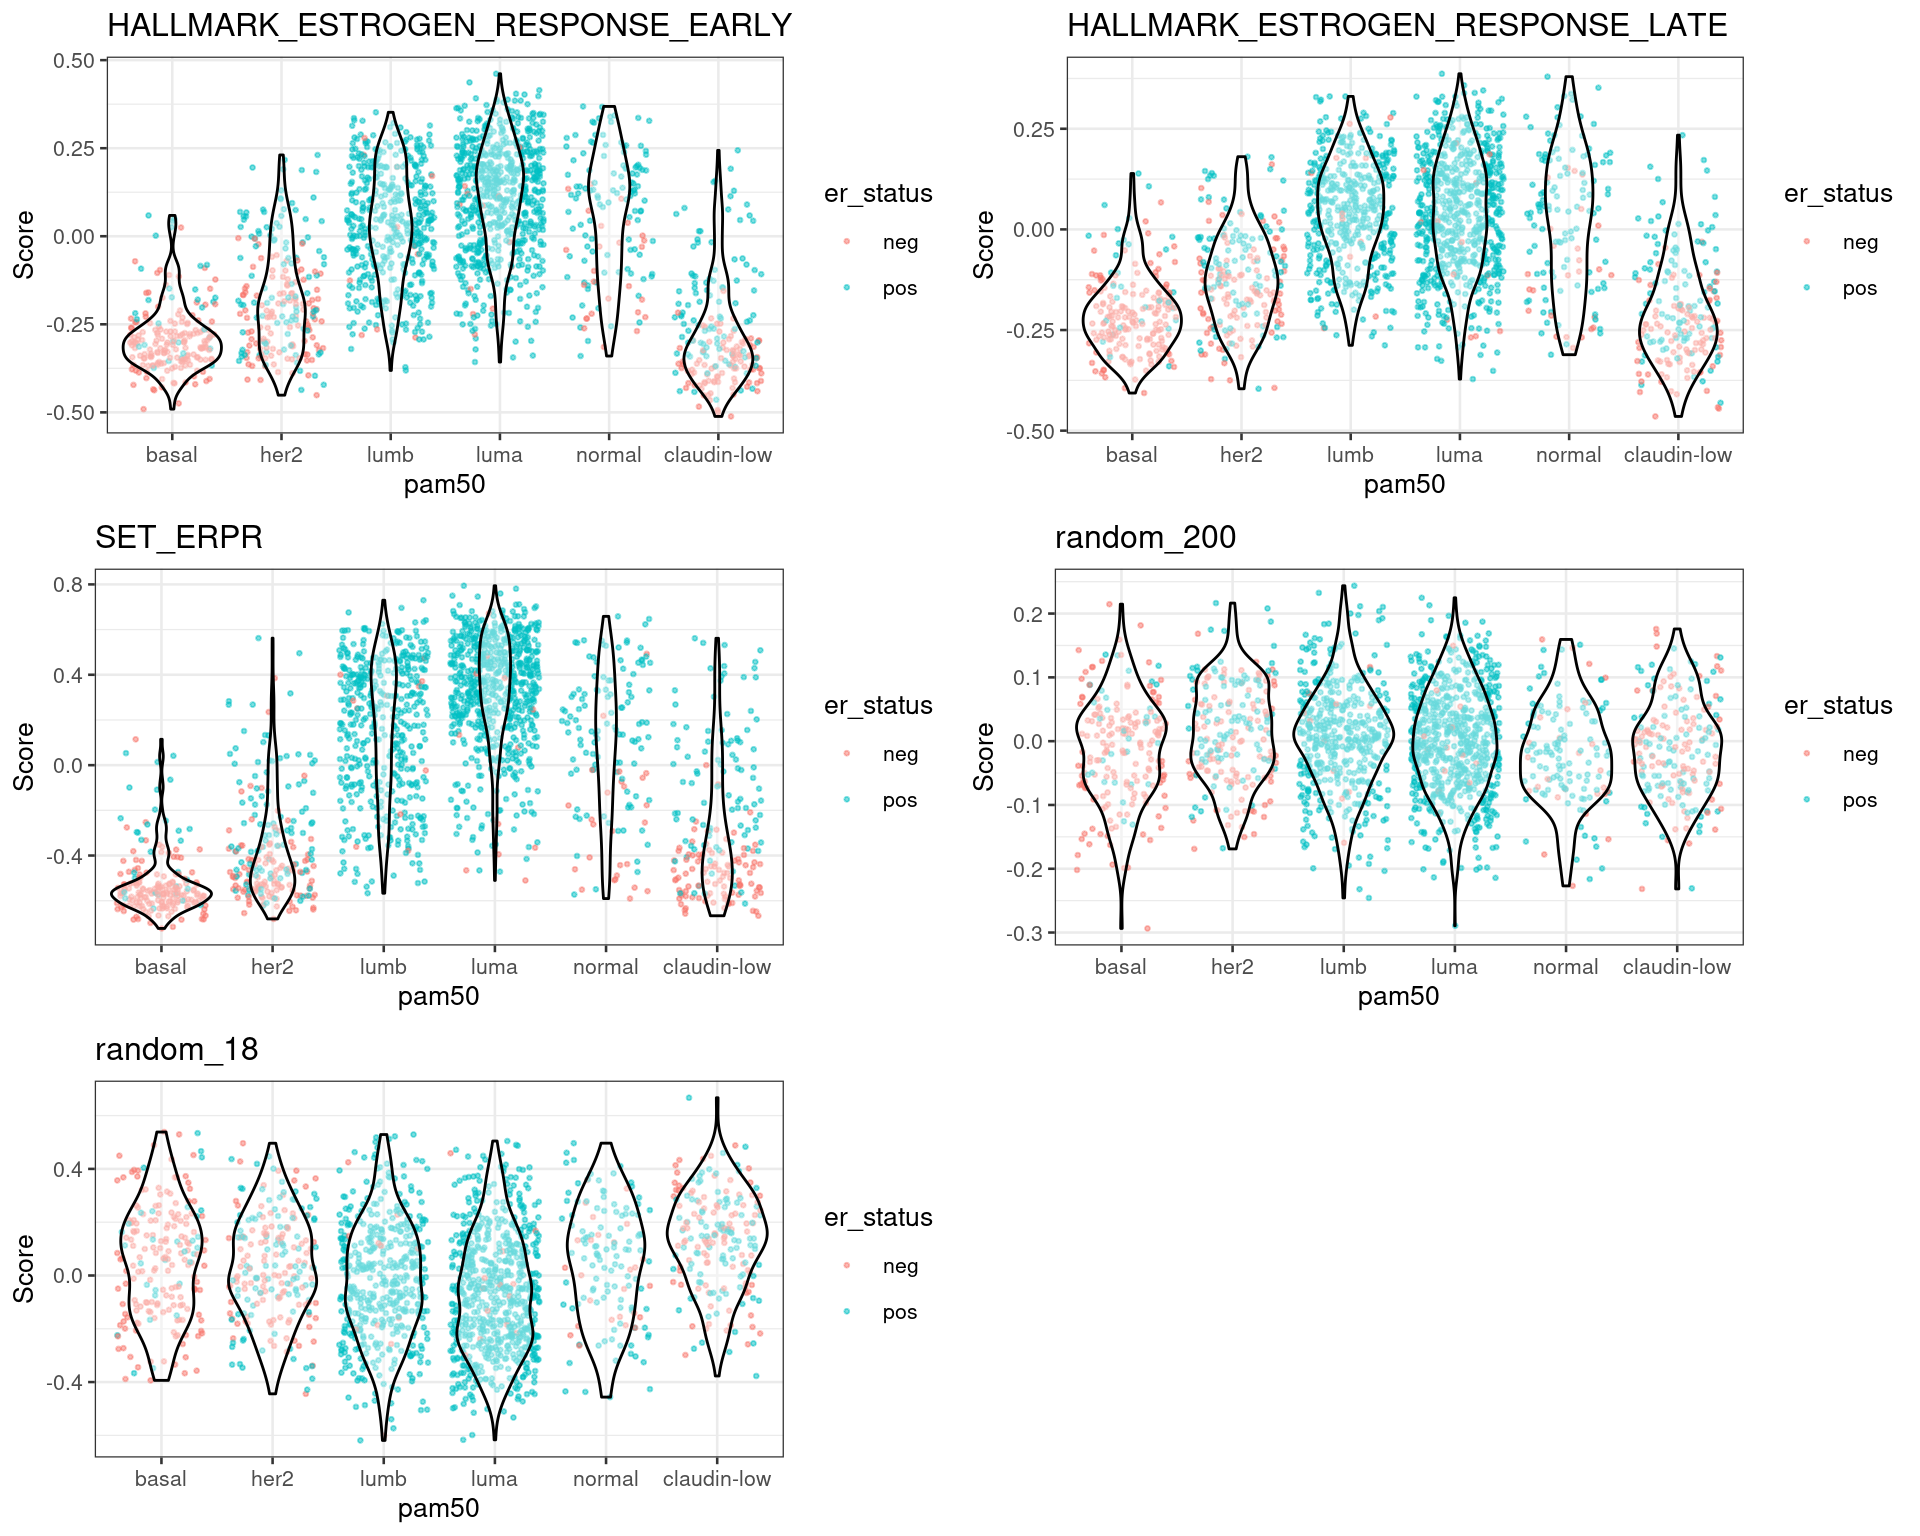 HALLMARK_ESTROGEN_RESPONSE_EARLY
0.50
0.25
0.00
-0.25
-0.50
Score
basal her2 lumb luma normal claudin-low
pam50
er_status
neg
pos
HALLMARK_ESTROGEN_RESPONSE_LATE
0.25
0.00
-0.25
-0.50
Score
basal her2 lumb luma normal claudin-low
pam50
er_status
neg
pos
SET_ERPR
0.8
0.4
0.0
-0.4
Score
basal her2 lumb luma normal claudin-low
pam50
er_status
neg
pos
random_200
0.2
0.1
0.0
-0.1
-0.2
-0.3
Score
basal her2 lumb luma normal claudin-low
pam50
er_status
neg
pos
random_18
0.4
0.0
-0.4
Score
basal her2 lumb luma normal claudin-low
pam50
er_status
neg
pos